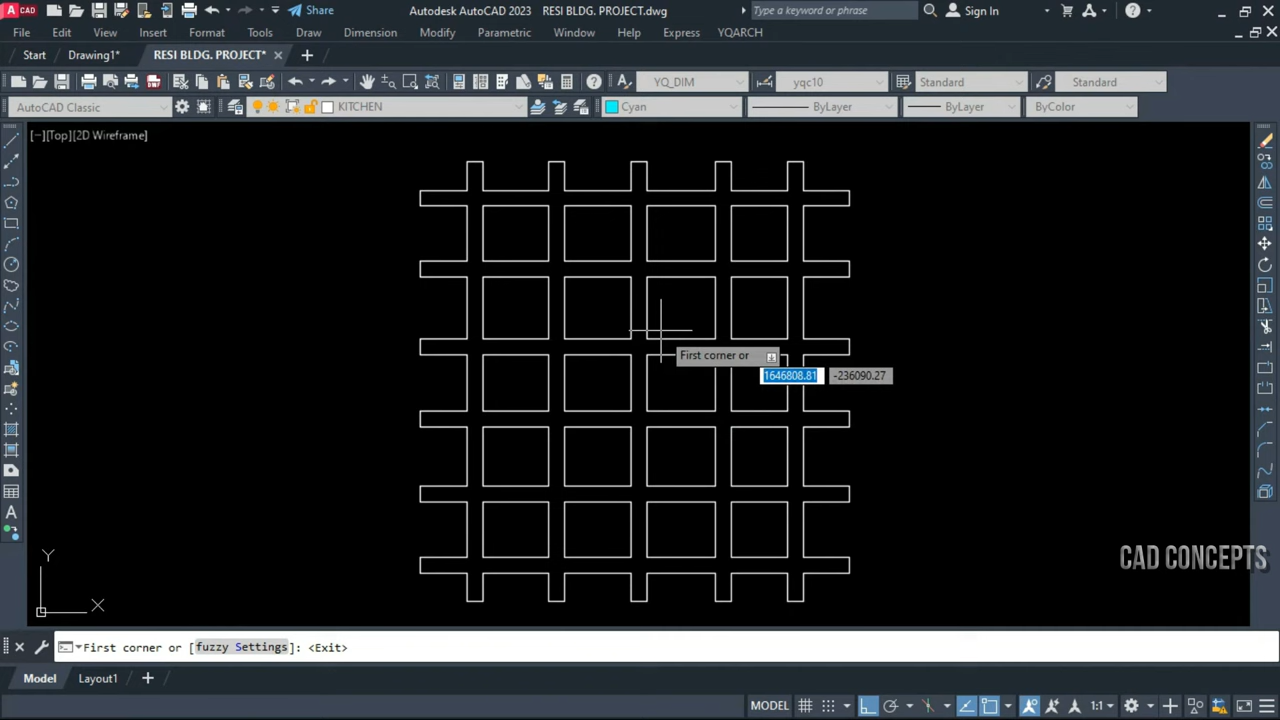 CAD
Share
Autodesk AutoCAD 2023 RESI BLDG. PROJECT.dwg
Type a keyword or phrase
Sign In
File Edit View Insert Format Tools Draw Dimension Modify Parametric Window Help Express YQARCH
Start Drawing1* RESI BLDG. PROJECT*
YQ_DIM yqc10 Standard Standard
AutoCAD Classic KITCHEN Cyan ByLayer ByLayer ByColor
[−][Top][2D Wireframe]
First corner or
1646808.81 -236090.27
Y
X
CAD CONCEPTS
First corner or [fuzzy Settings]: <Exit>
Model Layout1
MODEL 1:1